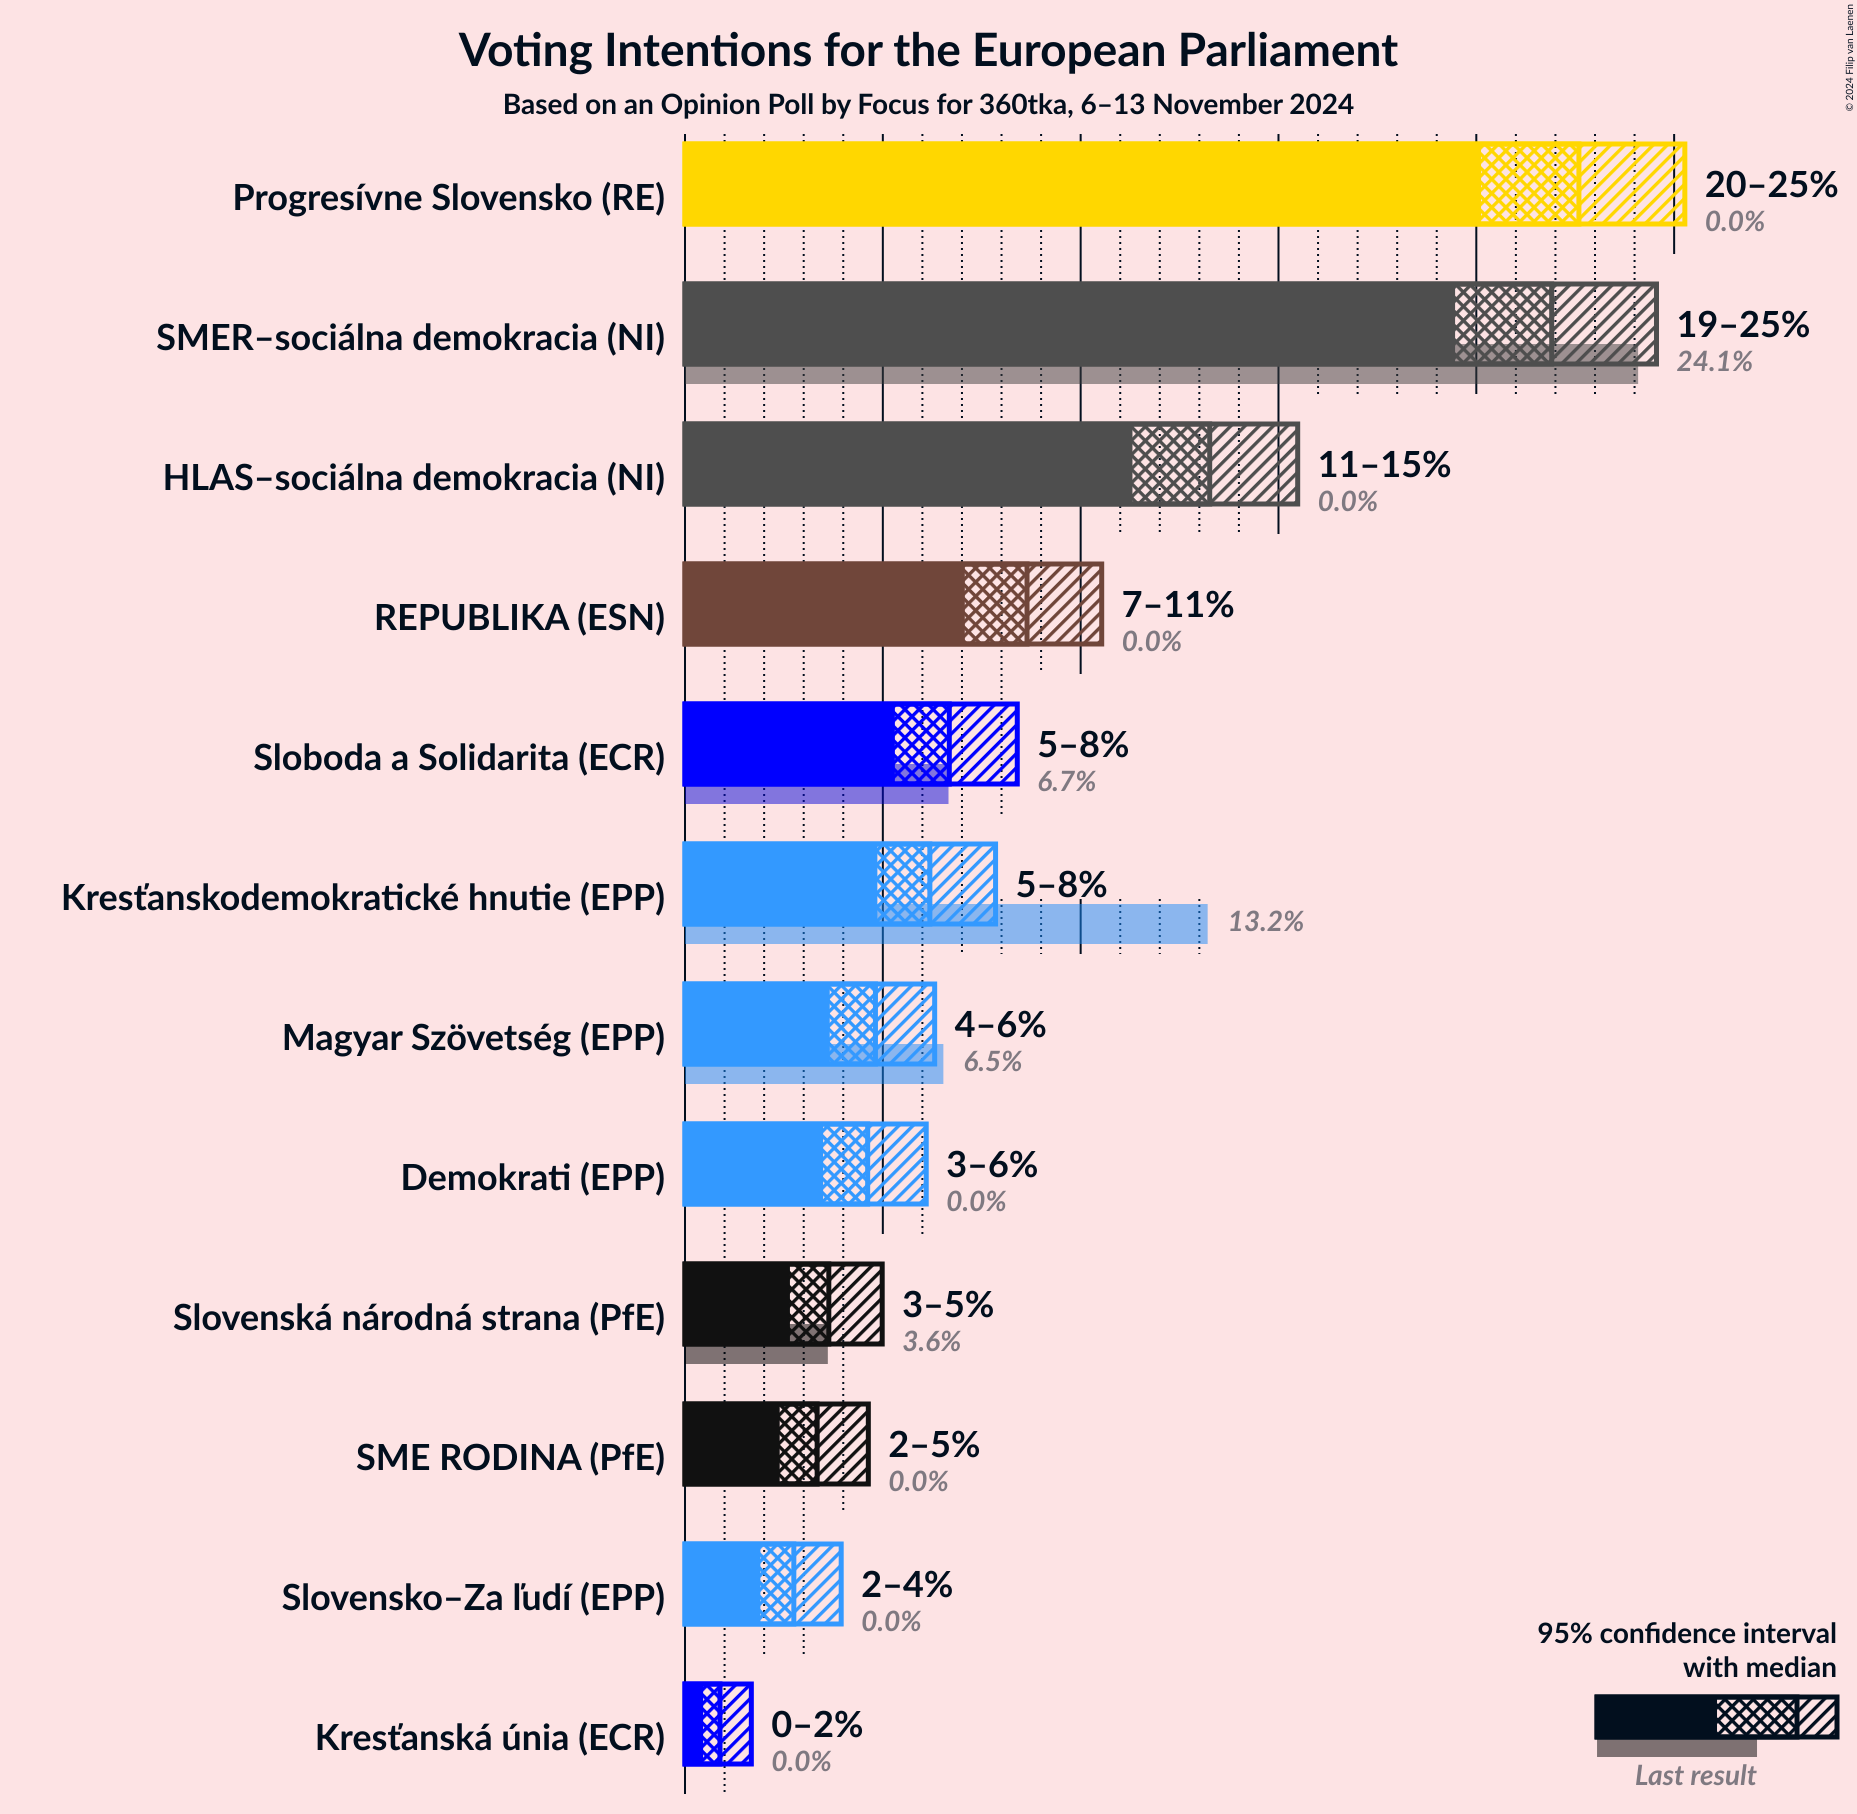 Voting Intentions for the European Parliament
Based on an Opinion Poll by Focus for 360tka, 6–13 November 2024
© 2024 Filip van Laenen
Progresívne Slovensko (RE)
20–25%
0.0%
SMER–sociálna demokracia (NI)
19–25%
24.1%
HLAS–sociálna demokracia (NI)
11–15%
0.0%
REPUBLIKA (ESN)
7–11%
0.0%
Sloboda a Solidarita (ECR)
5–8%
6.7%
Kresťanskodemokratické hnutie (EPP)
5–8%
13.2%
Magyar Szövetség (EPP)
4–6%
6.5%
Demokrati (EPP)
3–6%
0.0%
Slovenská národná strana (PfE)
3–5%
3.6%
SME RODINA (PfE)
2–5%
0.0%
Slovensko–Za ľudí (EPP)
2–4%
0.0%
Kresťanská únia (ECR)
0–2%
0.0%
95% confidence interval
with median
Last result